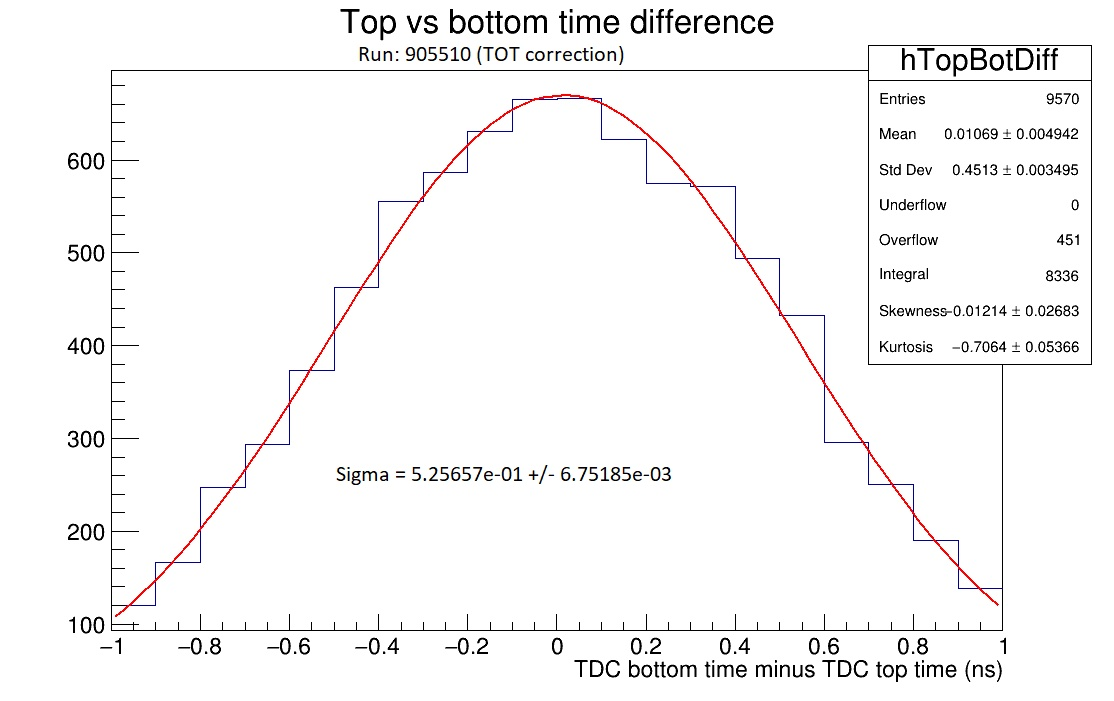 Top vs bottom time difference
Run: 905510 (TOT correction)
hTopBotDiff
Entries 9570
Mean 0.01069 ± 0.004942
Std Dev 0.4513 ± 0.003495
Underflow 0
Overflow 451
Integral 8336
Skewness −0.01214 ± 0.02683
Kurtosis −0.7064 ± 0.05366
600
500
400
300
200
100
Sigma = 5.25657e-01 +/- 6.75185e-03
−1 −0.8 −0.6 −0.4 −0.2 0 0.2 0.4 0.6 0.8 1
TDC bottom time minus TDC top time (ns)